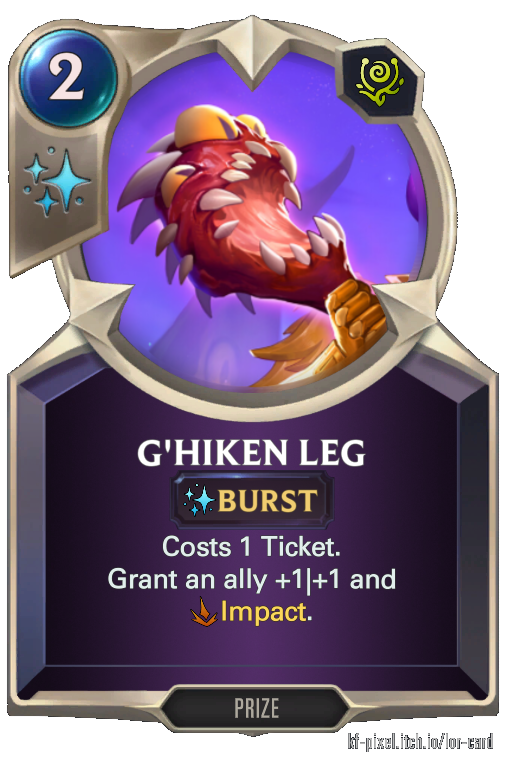 2
G'HIKEN LEG
BURST
Costs 1 Ticket.
Grant an ally +1|+1 and
Impact.
PRIZE
kf-pixel.itch.io/lor-card